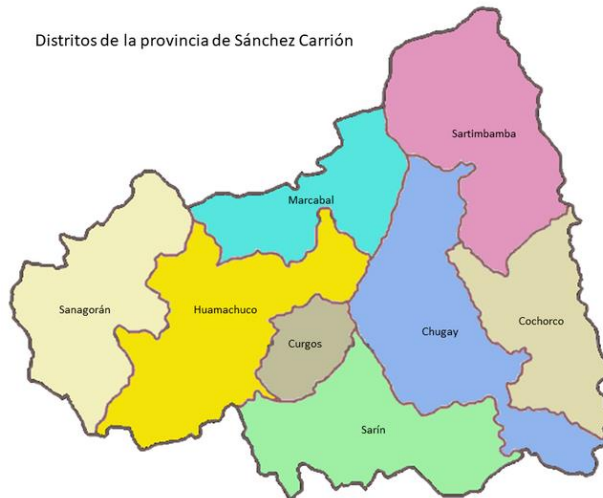 Distritos de la provincia de Sánchez Carrión
Sartimbamba
Marcabal
Sanagorán
Huamachuco
Cochorco
Chugay
Curgos
Sarín